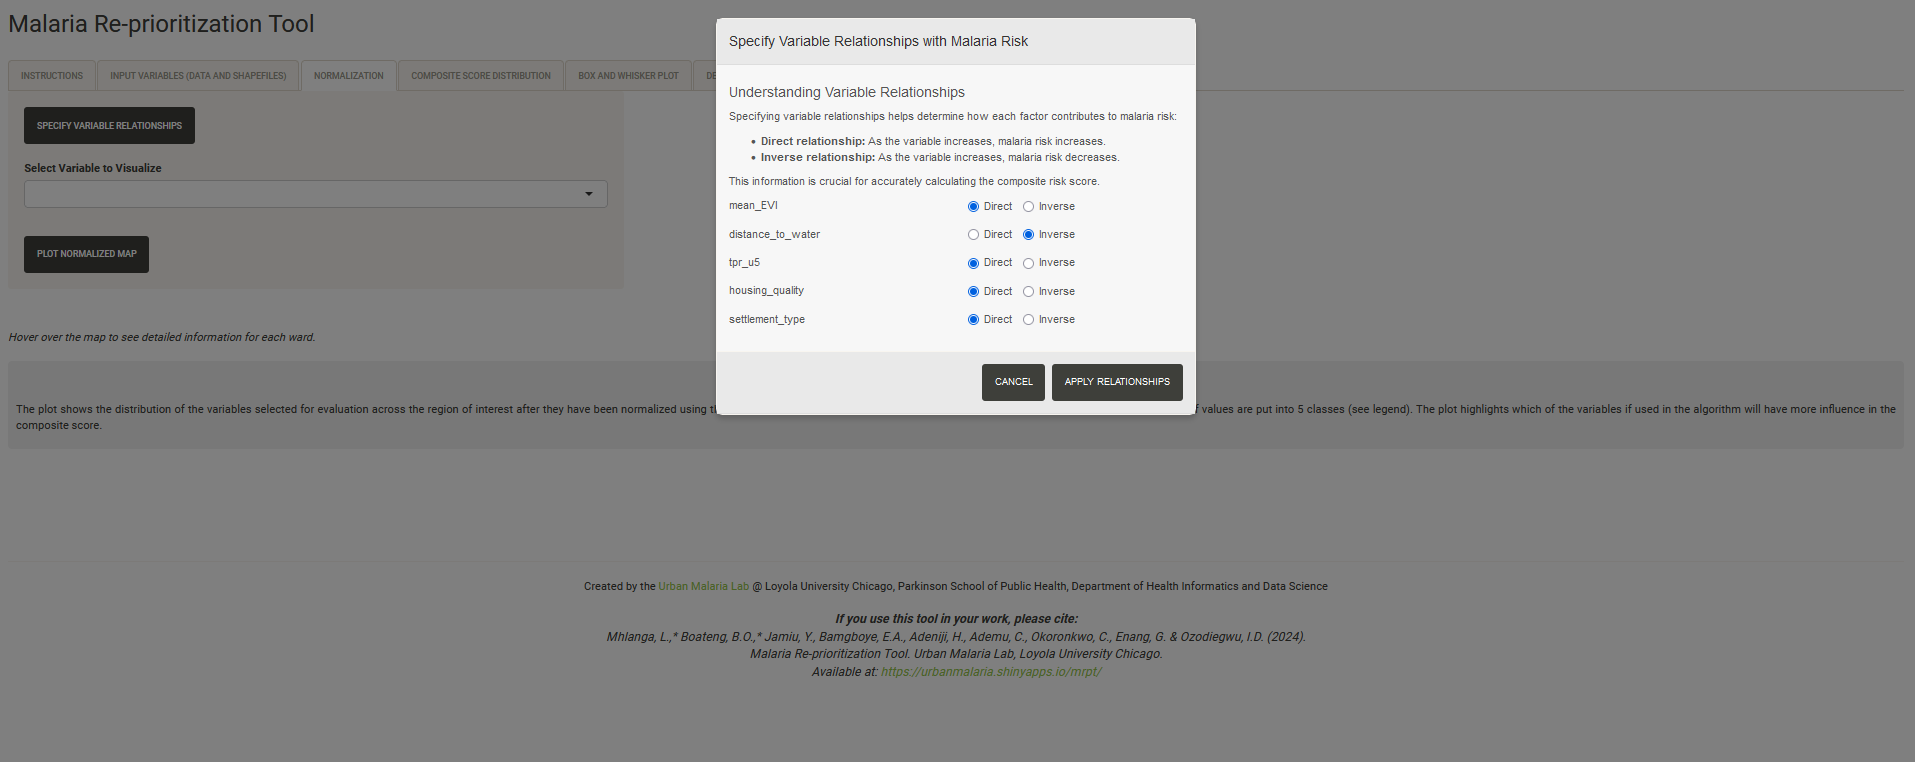 Malaria Re-prioritization Tool
INSTRUCTIONS
INPUT VARIABLES (DATA AND SHAPEFILES)
NORMALIZATION
COMPOSITE SCORE DISTRIBUTION
BOX AND WHISKER PLOT
SPECIFY VARIABLE RELATIONSHIPS
Select Variable to Visualize
PLOT NORMALIZED MAP
Specify Variable Relationships with Malaria Risk
Understanding Variable Relationships
Specifying variable relationships helps determine how each factor contributes to malaria risk:
• Direct relationship: As the variable increases, malaria risk increases.
• Inverse relationship: As the variable increases, malaria risk decreases.
This information is crucial for accurately calculating the composite risk score.
mean_EVI Direct Inverse
distance_to_water Direct Inverse
tpr_u5 Direct Inverse
housing_quality Direct Inverse
settlement_type Direct Inverse
CANCEL APPLY RELATIONSHIPS
Hover over the map to see detailed information for each ward.
The plot shows the distribution of the variables selected for evaluation across the region of interest after they have been normalized using values are put into 5 classes (see legend). The plot highlights which of the variables if used in the algorithm will have more influence in the
composite score.
Created by the Urban Malaria Lab @ Loyola University Chicago, Parkinson School of Public Health, Department of Health Informatics and Data Science
If you use this tool in your work, please cite:
Mhlanga, L.,* Boateng, B.O.,* Jamiu, Y., Bamgboye, E.A., Adeniji, H., Ademu, C., Okoronkwo, C., Enang, G. & Ozodiegwu, I.D. (2024).
Malaria Re-prioritization Tool. Urban Malaria Lab, Loyola University Chicago.
Available at: https://urbanmalaria.shinyapps.io/mrpt/